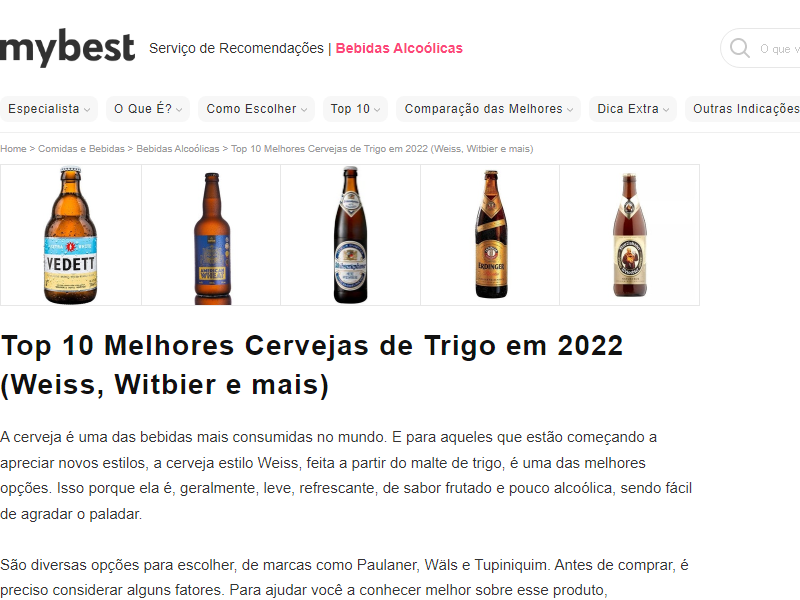 mybest Serviço de Recomendações | Bebidas Alcoólicas O que v
Especialista O Que É? Como Escolher Top 10 Comparação das Melhores Dica Extra Outras Indicações
Home > Comidas e Bebidas > Bebidas Alcoólicas > Top 10 Melhores Cervejas de Trigo em 2022 (Weiss, Witbier e mais)
VEDETT
AMERICAN
WHEAT
ERDINGER
Top 10 Melhores Cervejas de Trigo em 2022
(Weiss, Witbier e mais)
A cerveja é uma das bebidas mais consumidas no mundo. E para aqueles que estão começando a
apreciar novos estilos, a cerveja estilo Weiss, feita a partir do malte de trigo, é uma das melhores
opções. Isso porque ela é, geralmente, leve, refrescante, de sabor frutado e pouco alcoólica, sendo fácil
de agradar o paladar.
São diversas opções para escolher, de marcas como Paulaner, Wäls e Tupiniquim. Antes de comprar, é
preciso considerar alguns fatores. Para ajudar você a conhecer melhor sobre esse produto,